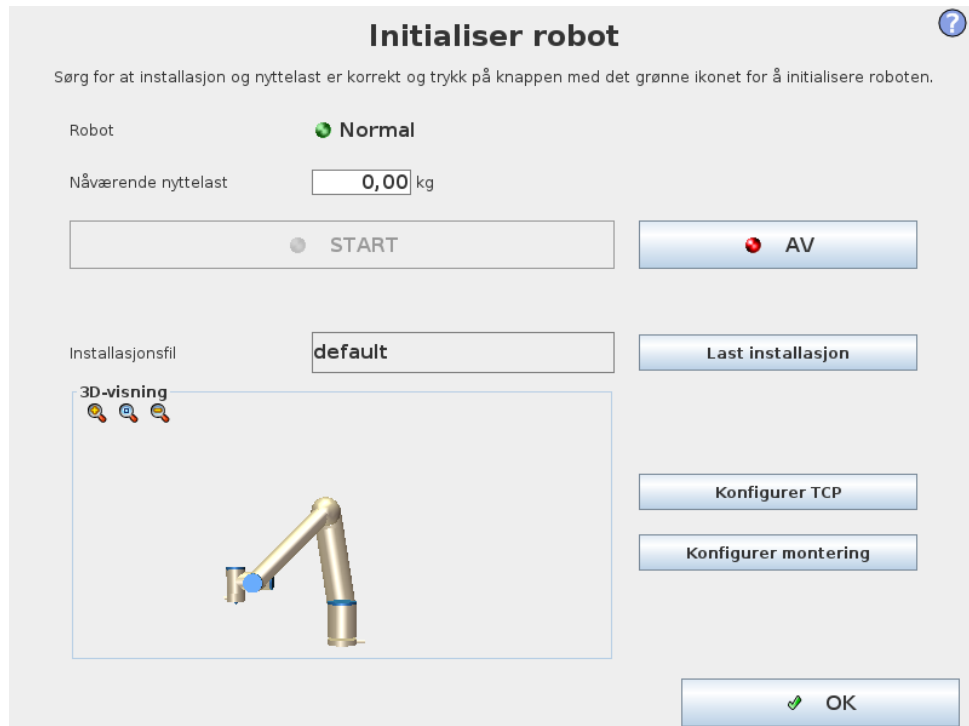 Initialiser robot
?
Sørg for at installasjon og nyttelast er korrekt og trykk på knappen med det grønne ikonet for å initialisere roboten.
Robot Normal
Nåværende nyttelast 0,00 kg
START AV
Installasjonsfil default Last installasjon
3D-visning
Konfigurer TCP
Konfigurer montering
OK